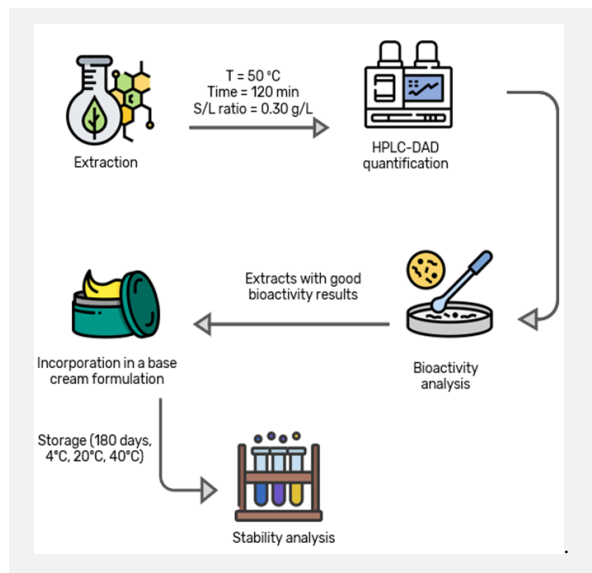 T = 50 °C
Time = 120 min
S/L ratio = 0.30 g/L
Extraction
HPLC-DAD
quantification
Extracts with good
bioactivity results
Incorporation in a base
cream formulation
Bioactivity
analysis
Storage (180 days,
4°C, 20°C, 40°C)
Stability analysis
.